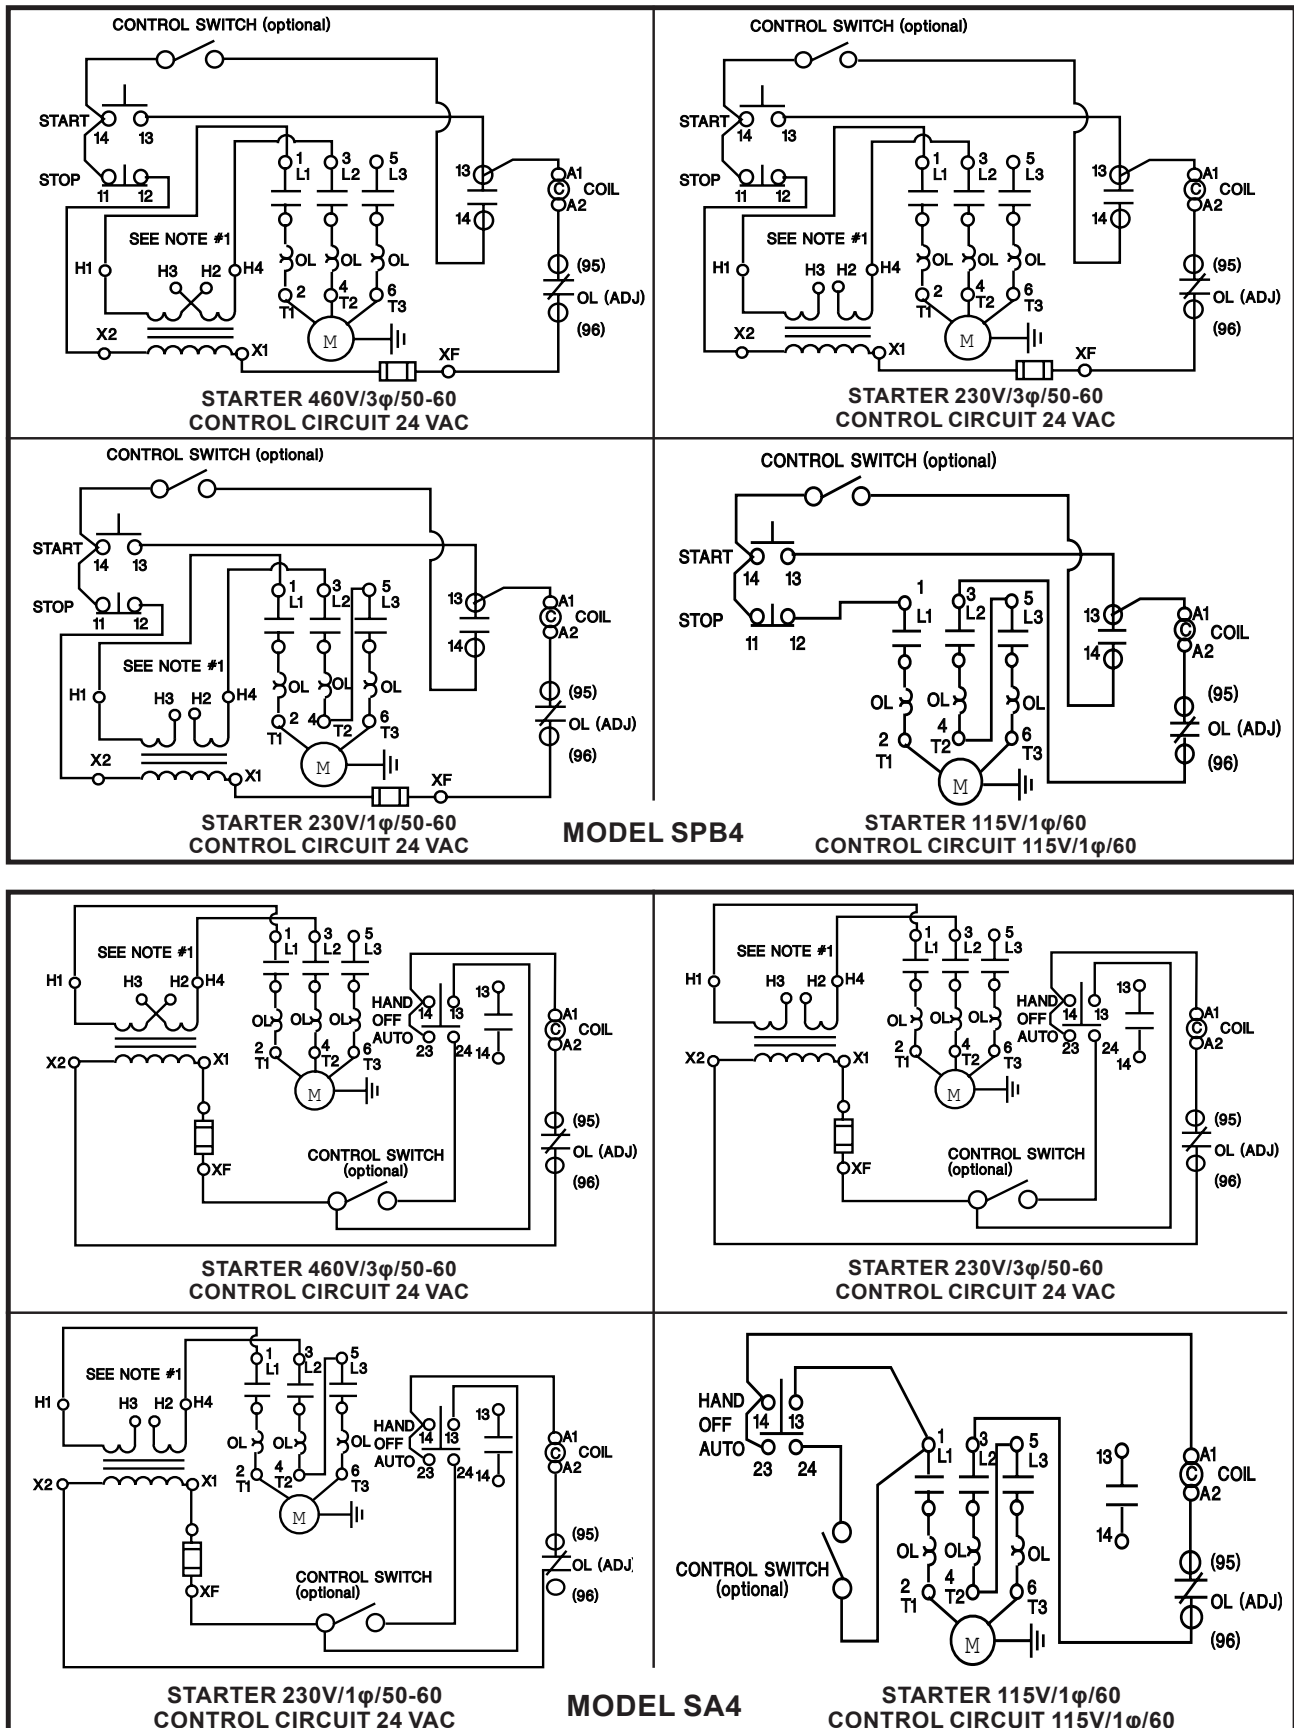 CONTROL SWITCH (optional)
START
14 13
STOP
11 12
1 3 5
L1 L2 L3
13
14
A1
C COIL
A2
SEE NOTE #1
H1 H3 H2 H4
OL OL OL
(95)
OL (ADJ)
(96)
2 4 6
T1 T2 T3
M
X2 X1 XF
STARTER 460V/3φ/50-60
CONTROL CIRCUIT 24 VAC
CONTROL SWITCH (optional)
START
14 13
STOP
11 12
1 3 5
L1 L2 L3
13
14
A1
C COIL
A2
SEE NOTE #1
H1 H3 H2 H4
OL OL OL
(95)
OL (ADJ)
(96)
2 4 6
T1 T2 T3
M
X2 X1 XF
STARTER 230V/3φ/50-60
CONTROL CIRCUIT 24 VAC
CONTROL SWITCH (optional)
START
14 13
STOP
11 12
1 3 5
L1 L2 L3
13
14
A1
C COIL
A2
SEE NOTE #1
H1 H3 H2 H4
OL OL OL
(95)
OL (ADJ)
(96)
2 4 6
T1 T2 T3
M
X2 X1 XF
STARTER 230V/1φ/50-60
CONTROL CIRCUIT 24 VAC
CONTROL SWITCH (optional)
START
14 13
STOP
11 12
1 3 5
L1 L2 L3
13
14
A1
C COIL
A2
OL OL OL
(95)
OL (ADJ)
(96)
2 4 6
T1 T2 T3
M
STARTER 115V/1φ/60
CONTROL CIRCUIT 115V/1φ/60
MODEL SPB4
SEE NOTE #1
1 3 5
L1 L2 L3
H1 H3 H2 H4
HAND 14 13
OFF
AUTO 23 24
13
14
A1
C COIL
A2
OL OL OL
2 4 6
T1 T2 T3
M
X2 X1
XF
CONTROL SWITCH
(optional)
(95)
OL (ADJ)
(96)
STARTER 460V/3φ/50-60
CONTROL CIRCUIT 24 VAC
SEE NOTE #1
1 3 5
L1 L2 L3
H1 H3 H2 H4
HAND 14 13
OFF
AUTO 23 24
13
14
A1
C COIL
A2
OL OL OL
2 4 6
T1 T2 T3
M
X2 X1
XF
CONTROL SWITCH
(optional)
(95)
OL (ADJ)
(96)
STARTER 230V/3φ/50-60
CONTROL CIRCUIT 24 VAC
SEE NOTE #1
1 3 5
L1 L2 L3
H1 H3 H2 H4
HAND 14 13
OFF
AUTO 23 24
13
14
A1
C COIL
A2
OL OL OL
2 4 6
T1 T2 T3
M
X2 X1
XF
CONTROL SWITCH
(optional)
(95)
OL (ADJ)
(96)
STARTER 230V/1φ/50-60
CONTROL CIRCUIT 24 VAC
HAND 14 13
OFF
AUTO 23 24
1 3 5
L1 L2 L3
13
14
A1
C COIL
A2
CONTROL SWITCH
(optional)
OL OL OL
2 4 6
T1 T2 T3
M
(95)
OL (ADJ)
(96)
STARTER 115V/1φ/60
CONTROL CIRCUIT 115V/1φ/60
MODEL SA4